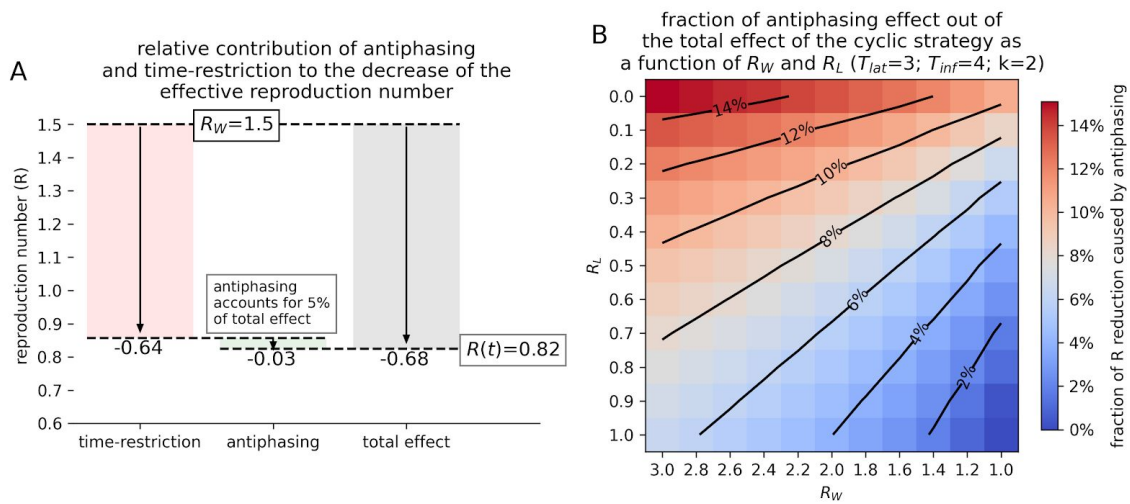 A
relative contribution of antiphasing
and time-restriction to the decrease of the
effective reproduction number
reproduction number (R)
1.5
1.4
1.3
1.2
1.1
1.0
0.9
0.8
0.7
0.6
R_W=1.5
antiphasing
accounts for 5%
of total effect
-0.64
-0.03
-0.68
R(t)=0.82
time-restriction
antiphasing
total effect
B
fraction of antiphasing effect out of
the total effect of the cyclic strategy as
a function of R_W and R_L (T_lat=3; T_inf=4; k=2)
R_L
0.0
0.1
0.2
0.3
0.4
0.5
0.6
0.7
0.8
0.9
1.0
14%
12%
10%
8%
6%
4%
2%
3.0 2.8 2.6 2.4 2.2 2.0 1.8 1.6 1.4 1.2 1.0
R_W
14%
12%
10%
8%
6%
4%
2%
0%
fraction of R reduction caused by antiphasing